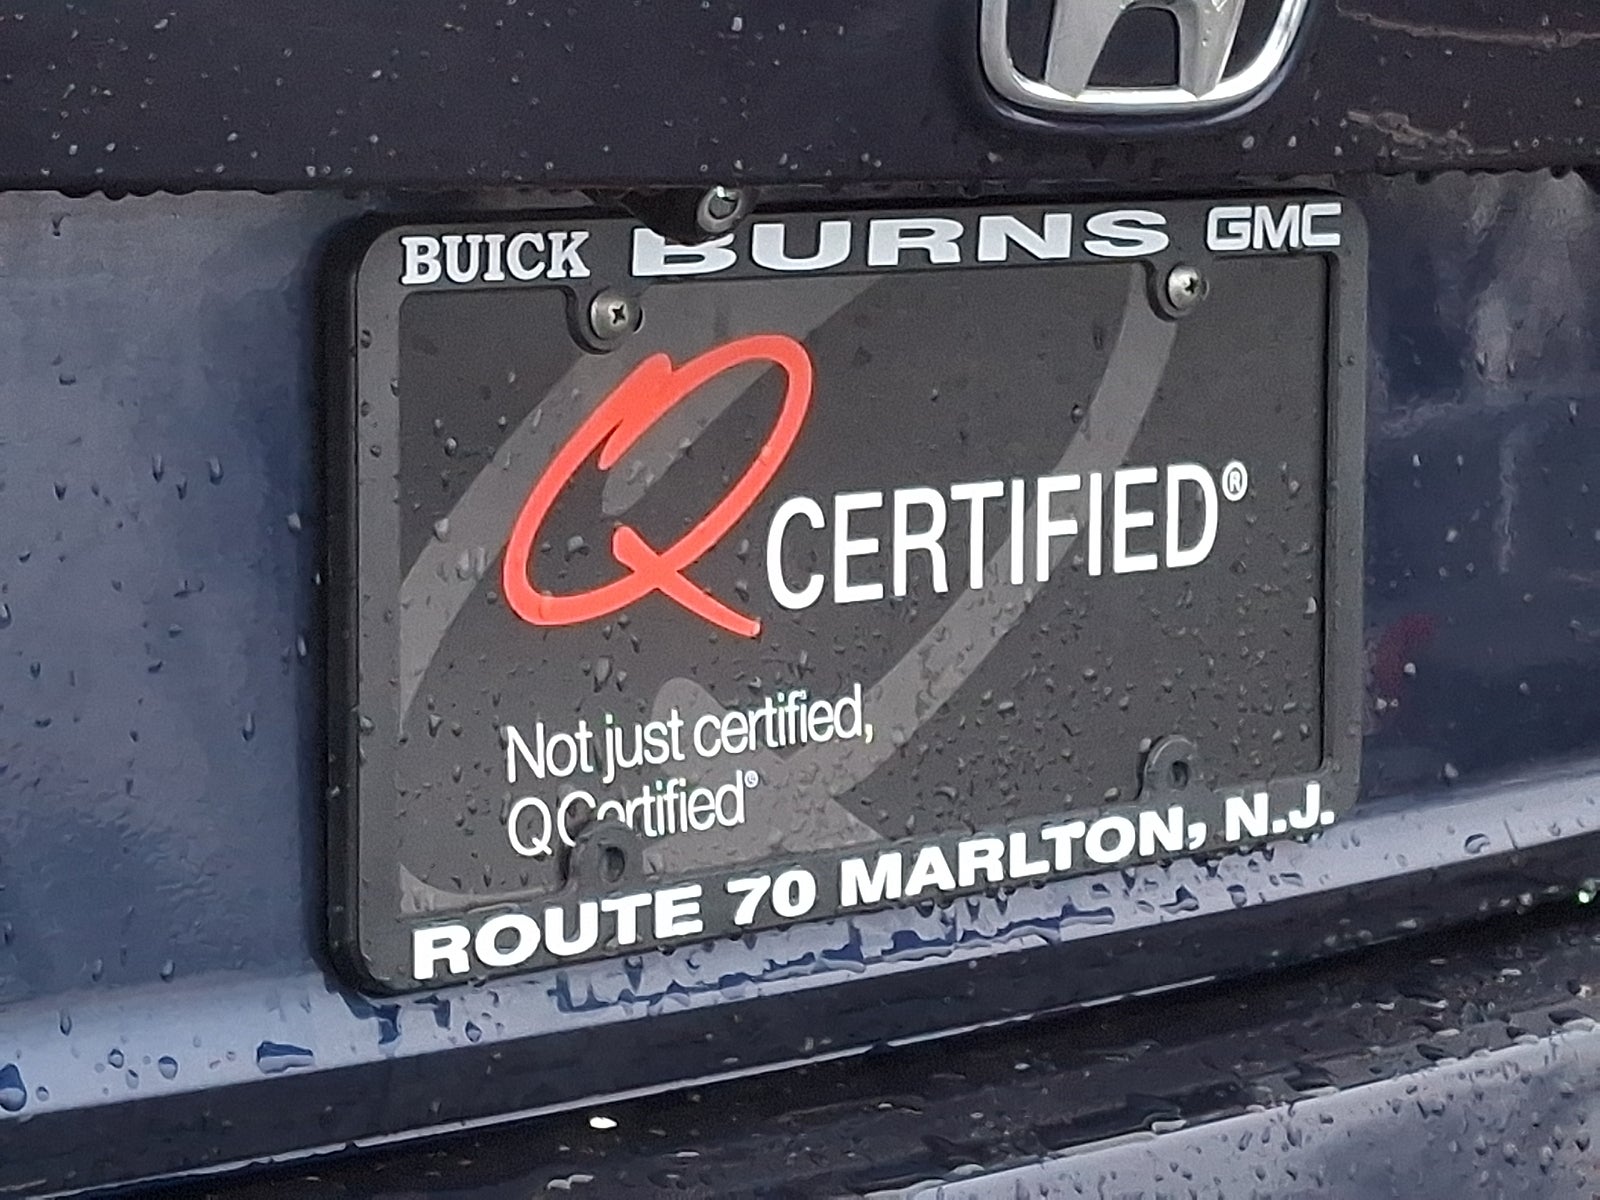 BUICK BURNS GMC
Q CERTIFIED®
Not just certified,
Q Certified®
ROUTE 70 MARLTON, N.J.